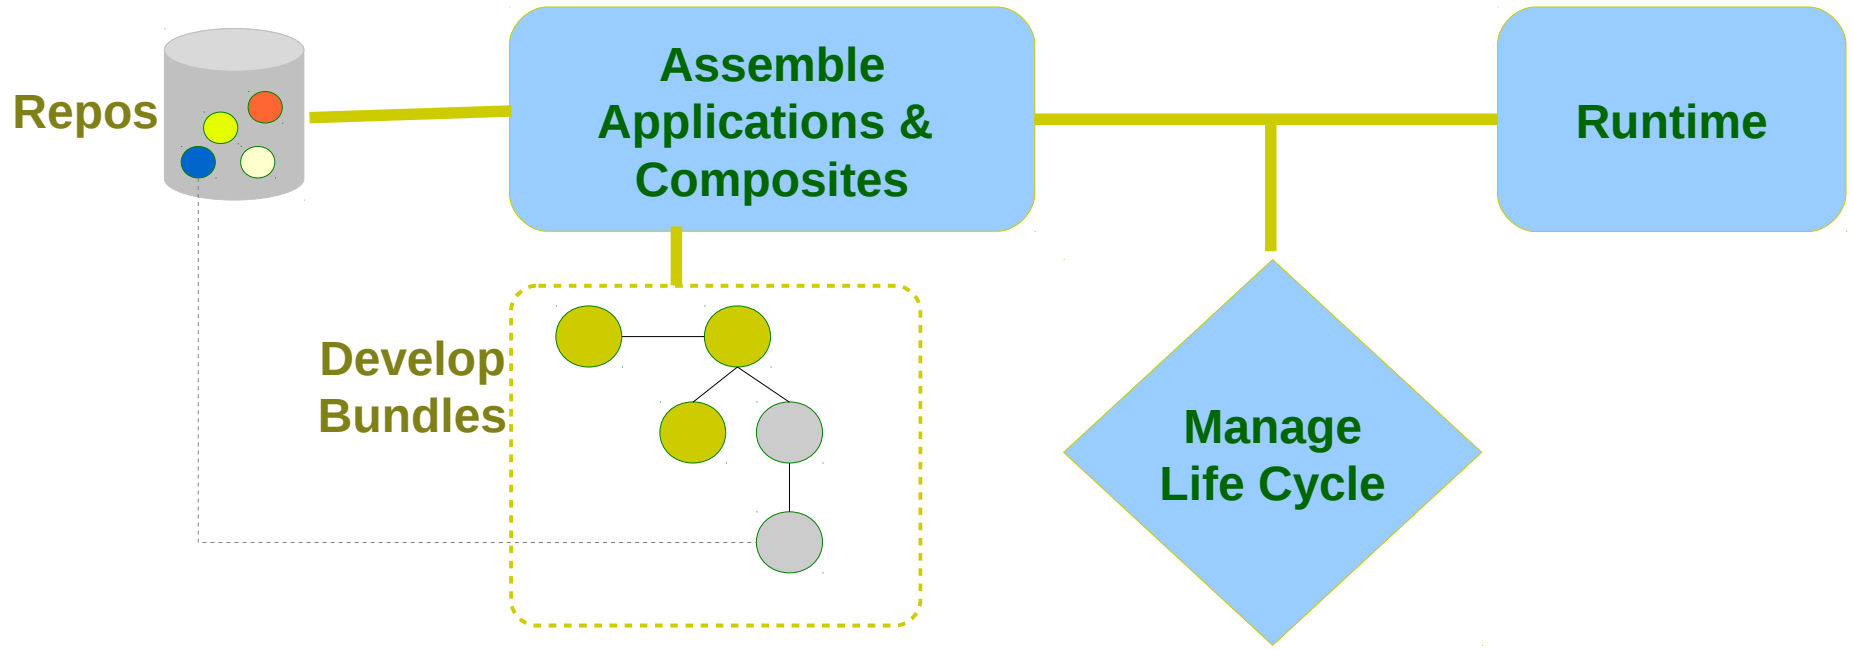 Repos
Assemble
Applications &
Composites
Runtime
Develop
Bundles
Manage
Life Cycle